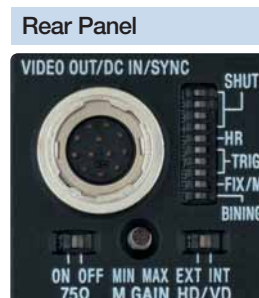 Rear Panel
VIDEO OUT/DC IN/SYNC
SHUT
HR
TRIG
FIX/M
BINING
ON OFF MIN MAX EXT INT
75Ω M GAIN HD/VD